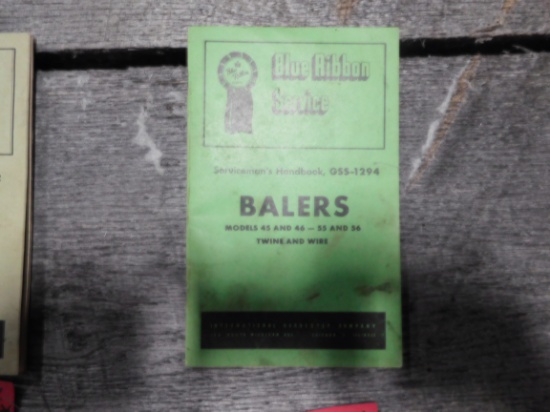 Blue Ribbon
Service
Servicemen's Handbook, GSS-1294
BALERS
MODELS 45 AND 46 — 55 AND 56
TWINE AND WIRE
INTERNATIONAL HARVESTER COMPANY